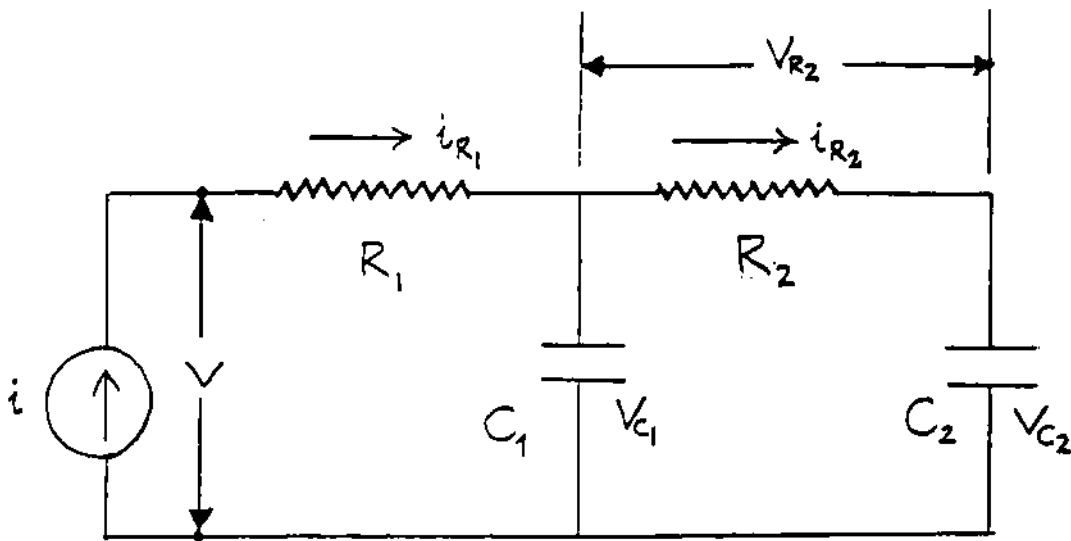 V_R₂
i_R₁
i_R₂
R₁
R₂
i
V
C₁
V_C₁
C₂
V_C₂